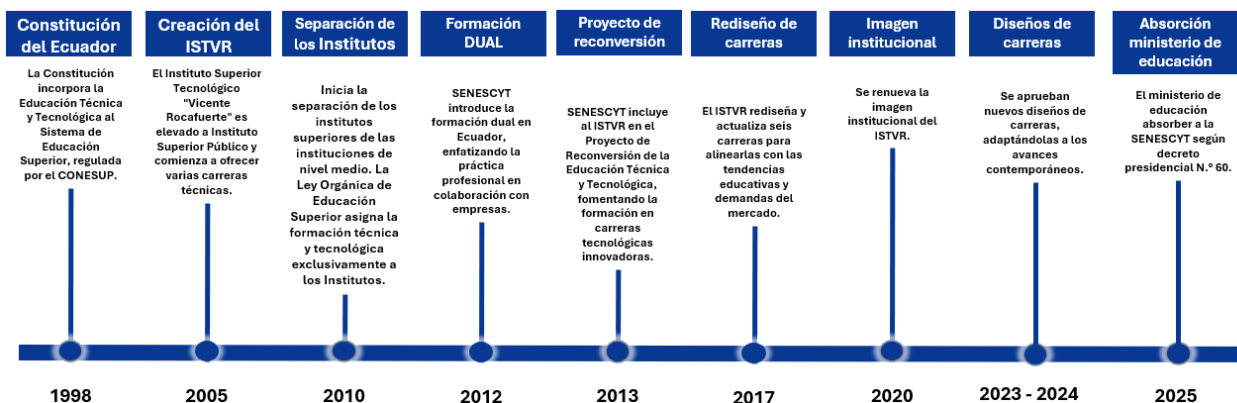 Constitución
del Ecuador
La Constitución
incorpora la
Educación Técnica
y Tecnológica al
Sistema de
Educación
Superior, regulada
por el CONESUP.
1998
Creación del
ISTVR
El Instituto Superior
Tecnológico
"Vicente
Rocafuerte" es
elevado a Instituto
Superior Público y
comienza a ofrecer
varias carreras
técnicas.
2005
Separación de
los Institutos
Inicia la
separación de los
institutos
superiores de las
instituciones de
nivel medio. La
Ley Orgánica de
Educación
Superior asigna la
formación técnica
y tecnológica
exclusivamente a
los Institutos.
2010
Formación
DUAL
SENESCYT
introduce la
formación dual en
Ecuador,
enfatizando la
práctica
profesional en
colaboración con
empresas.
2012
Proyecto de
reconversión
SENESCYT incluye
al ISTVR en el
Proyecto de
Reconversión de la
Educación Técnica
y Tecnológica,
fomentando la
formación en
carreras
tecnológicas
innovadoras.
2013
Rediseño de
carreras
El ISTVR rediseña y
actualiza seis
carreras para
alinearlas con las
tendencias
educativas y
demandas del
mercado.
2017
Imagen
institucional
Se renueva la
imagen
institucional del
ISTVR.
2020
Diseños de
carreras
Se aprueban
nuevos diseños de
carreras,
adaptándolas a los
avances
contemporáneos.
2023 - 2024
Absorción
ministerio de
educación
El ministerio de
educación
absorber a la
SENESCYT según
decreto
presidencial N.º 60.
2025